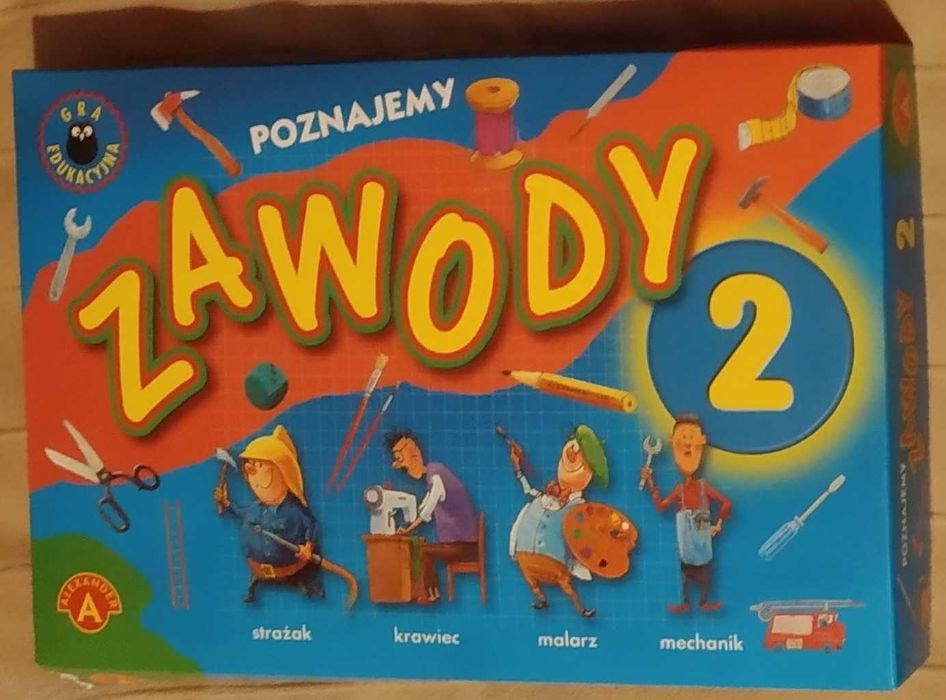 GRA
EDUKACYJNA
POZNAJEMY
ZAWODY
2
strażak
krawiec
malarz
mechanik
ALEXANDER
A
POZNAJEMY ZAWODY 2
A